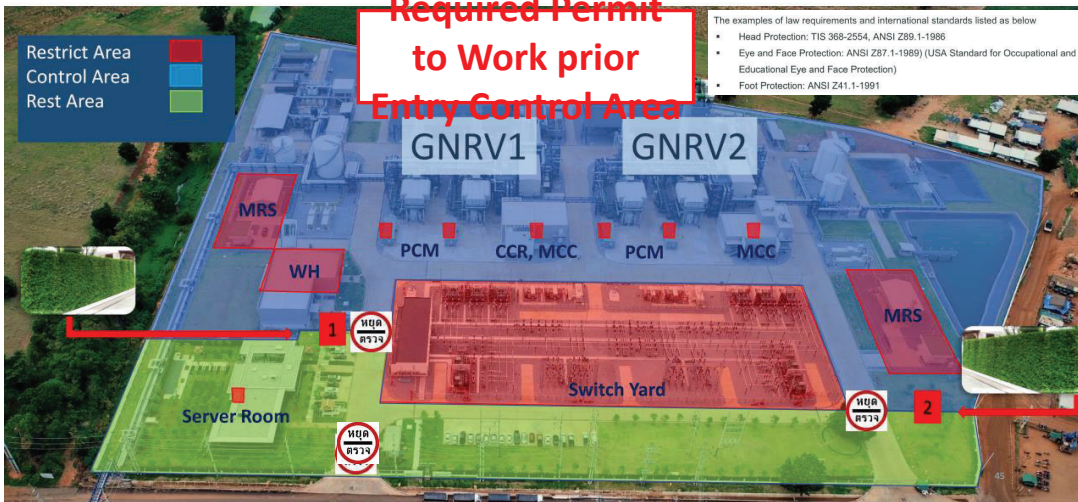 Required Permit
to Work prior
Entry Control Area
The examples of law requirements and international standards listed as below
▪ Head Protection: TIS 368-2554, ANSI Z89.1-1986
▪ Eye and Face Protection: ANSI Z87.1-1989) (USA Standard for Occupational and
Educational Eye and Face Protection)
▪ Foot Protection: ANSI Z41.1-1991
Restrict Area
Control Area
Rest Area
GNRV1
GNRV2
MRS
PCM
CCR, MCC
PCM
MCC
WH
MRS
1
หยุด
ตรวจ
Switch Yard
Server Room
หยุด
ตรวจ
2
หยุด
ตรวจ
45